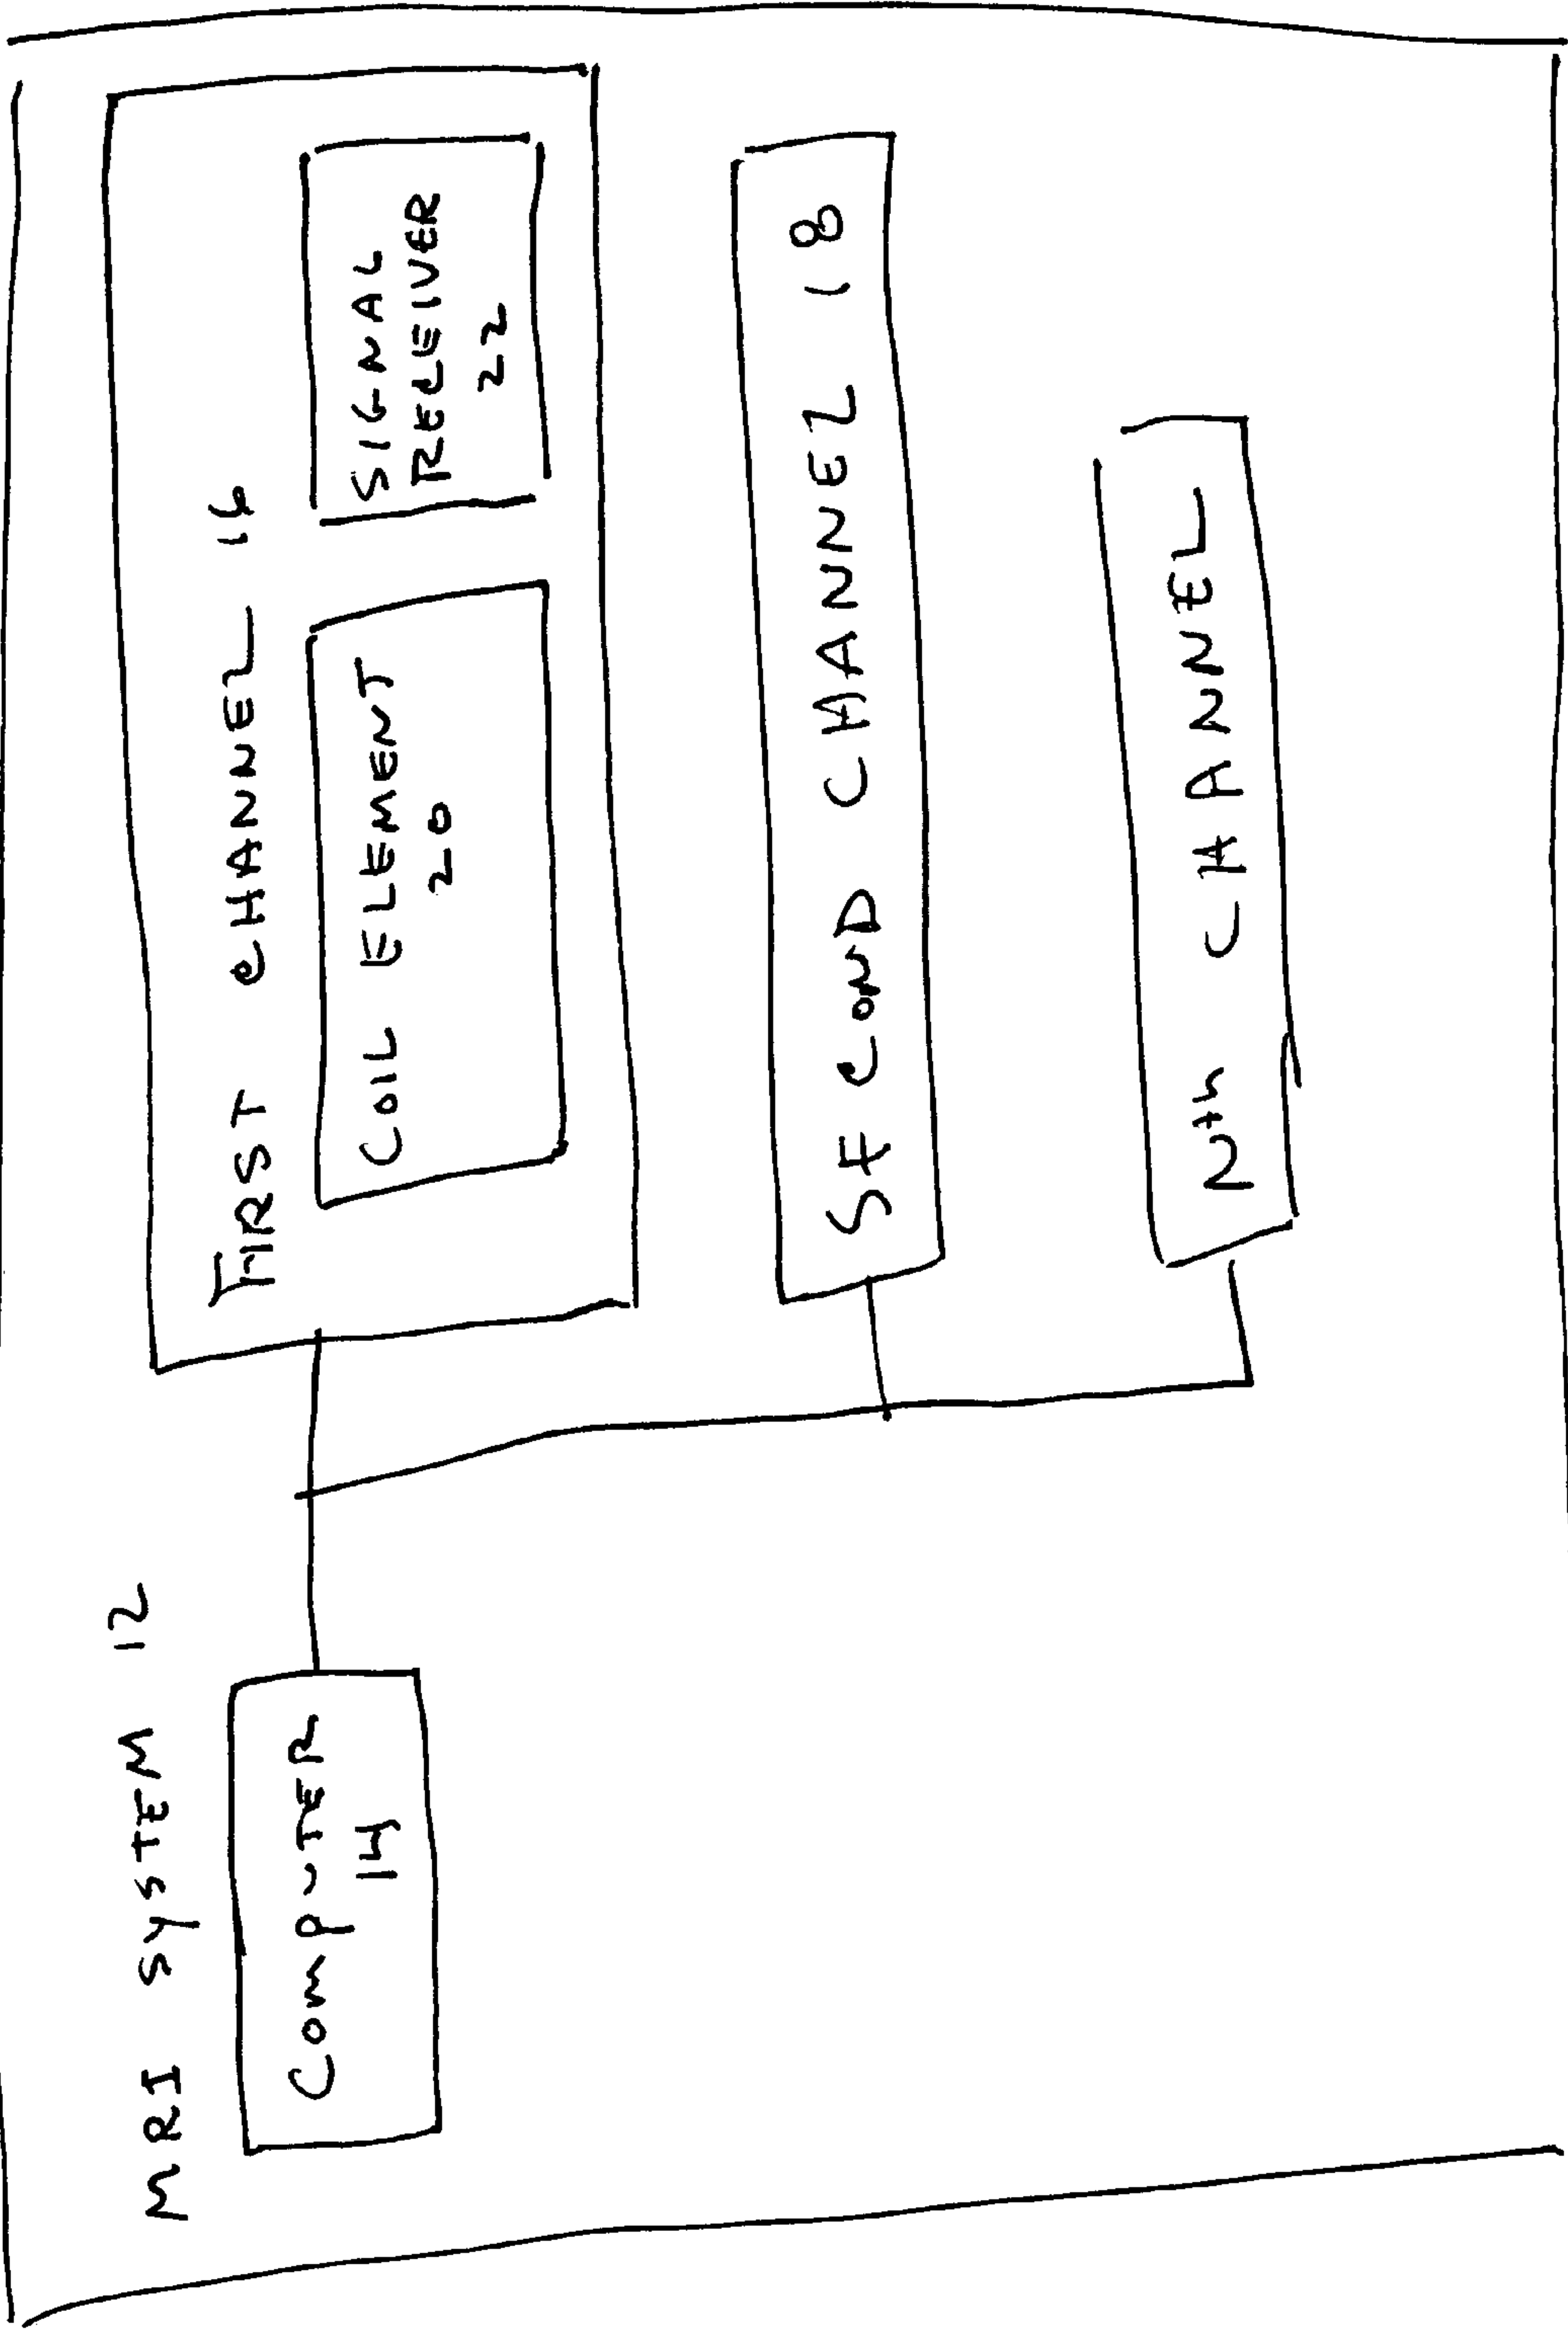 MRI SYSTEM 12
COMPUTER
14
FIRST CHANNEL 16
COIL ELEMENT
20
SIGNAL
RECEIVER
22
SECOND CHANNEL 18
Nth CHANNEL